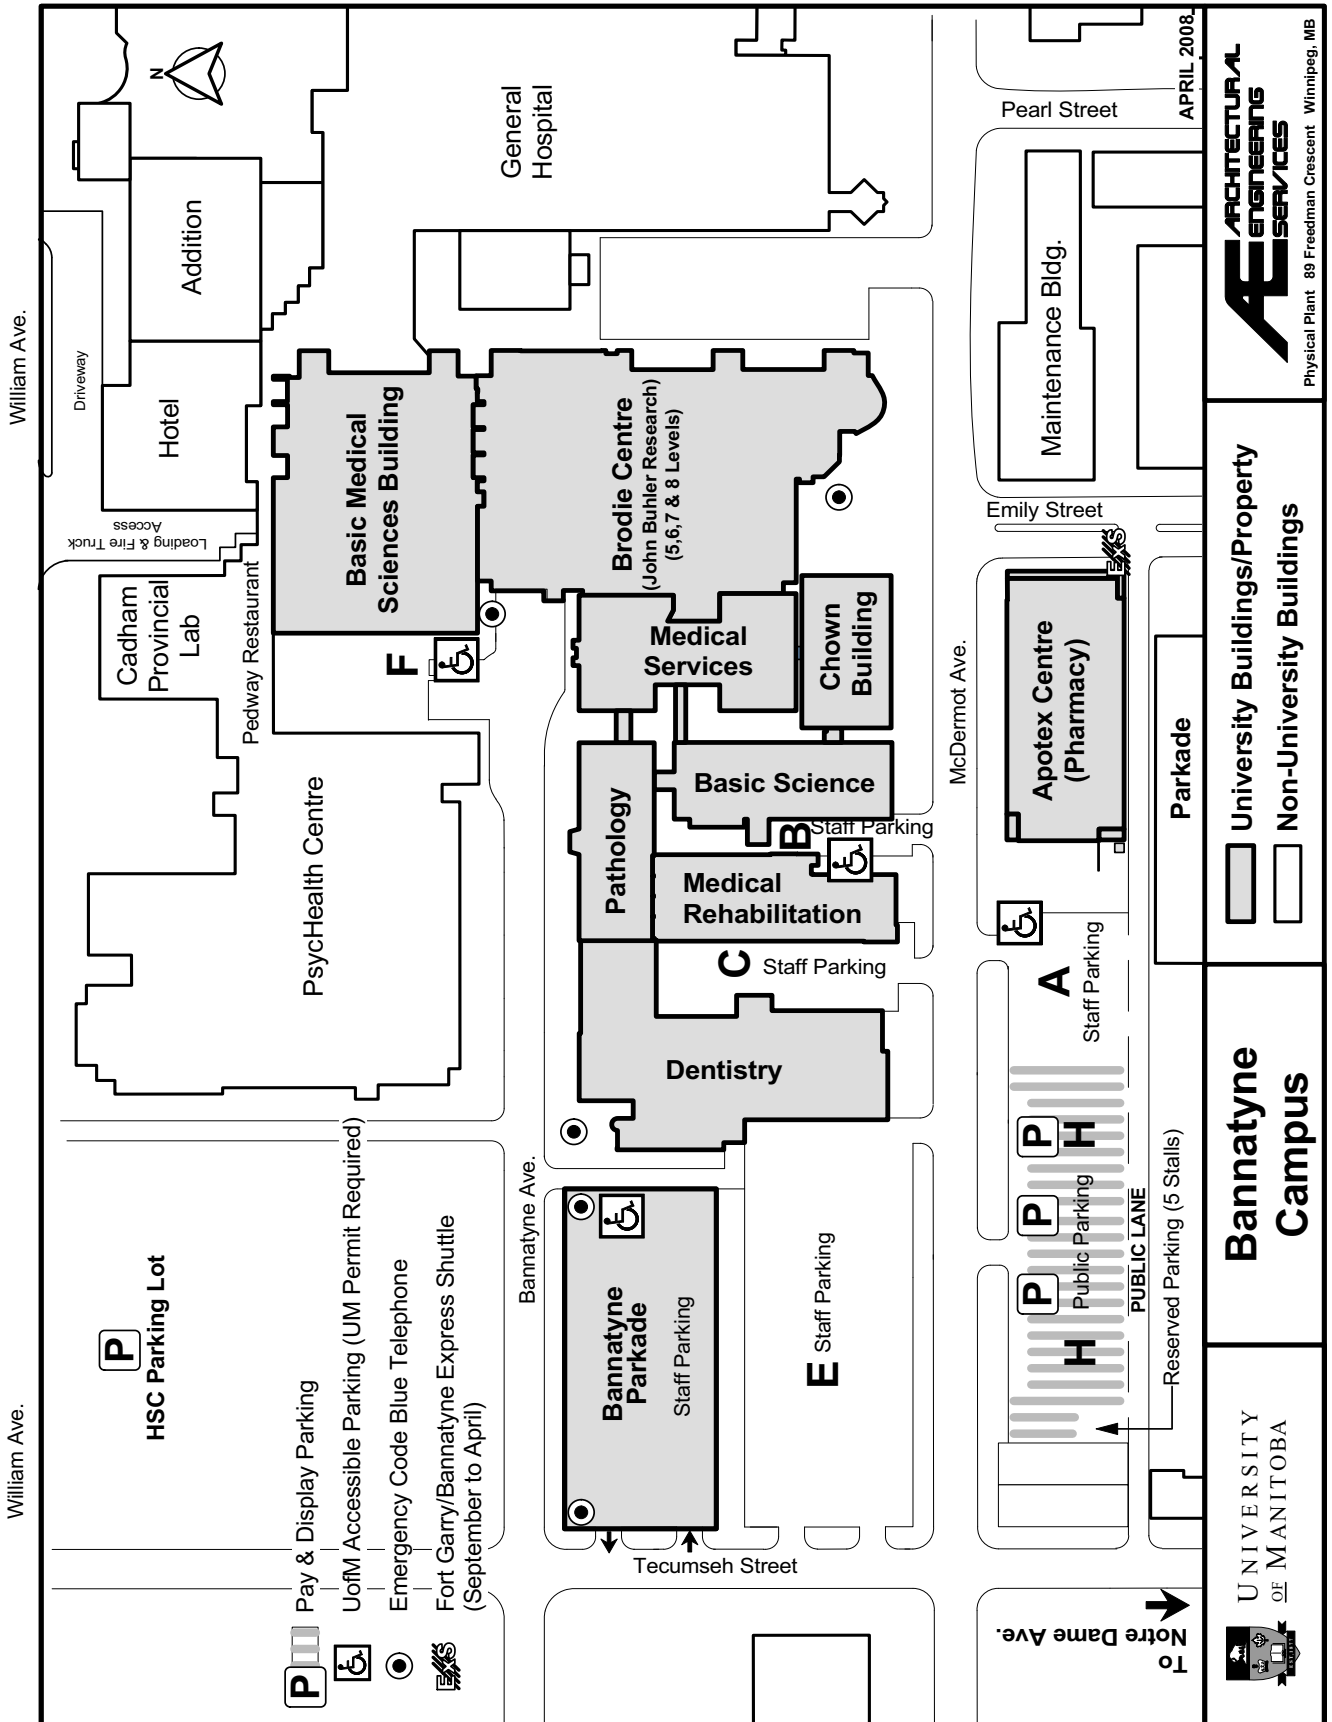 William Ave.
William Ave.
P
HSC Parking Lot
P Pay & Display Parking
UofM Accessible Parking (UM Permit Required)
Emergency Code Blue Telephone
EXS Fort Garry/Bannatyne Express Shuttle
(September to April)
Driveway
Loading & Fire Truck
Access
Cadham
Provincial
Lab
Hotel
Addition
N
Pedway Restaurant
PsycHealth Centre
F
Basic Medical
Sciences Building
General
Hospital
Bannatyne Ave.
Bannatyne
Parkade
Staff Parking
Tecumseh Street
E Staff Parking
Dentistry
C Staff Parking
Pathology
Medical
Rehabilitation
B
Staff Parking
Basic Science
Medical
Services
Chown
Building
Brodie Centre
(John Buhler Research)
(5,6,7 & 8 Levels)
McDermot Ave.
Emily Street
Pearl Street
Maintenance Bldg.
EXS
Apotex Centre
(Pharmacy)
A
Staff Parking
P
P
P
H
H
Public Parking
PUBLIC LANE
Reserved Parking (5 Stalls)
Parkade
To
Notre Dame Ave.
APRIL 2008
UNIVERSITY
OF MANITOBA
Bannatyne
Campus
University Buildings/Property
Non-University Buildings
AE ARCHITECTURAL
ENGINEERING
SERVICES
Physical Plant 89 Freedman Crescent Winnipeg, MB